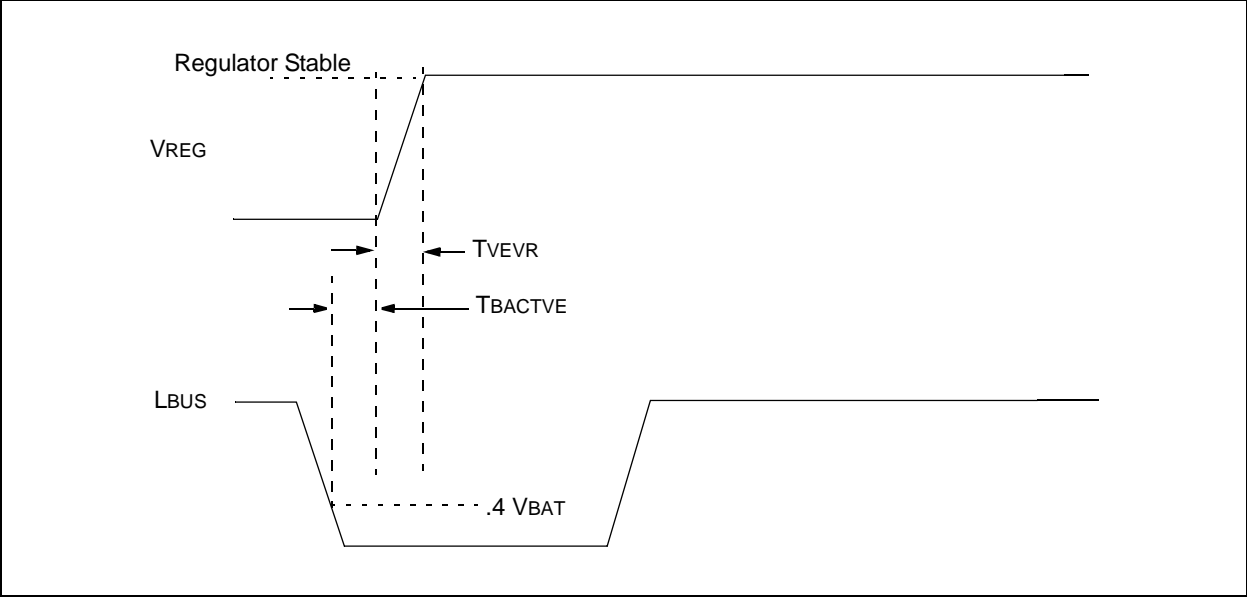 Regulator Stable
VREG
TVEVR
TBACTVE
LBUS
.4 VBAT